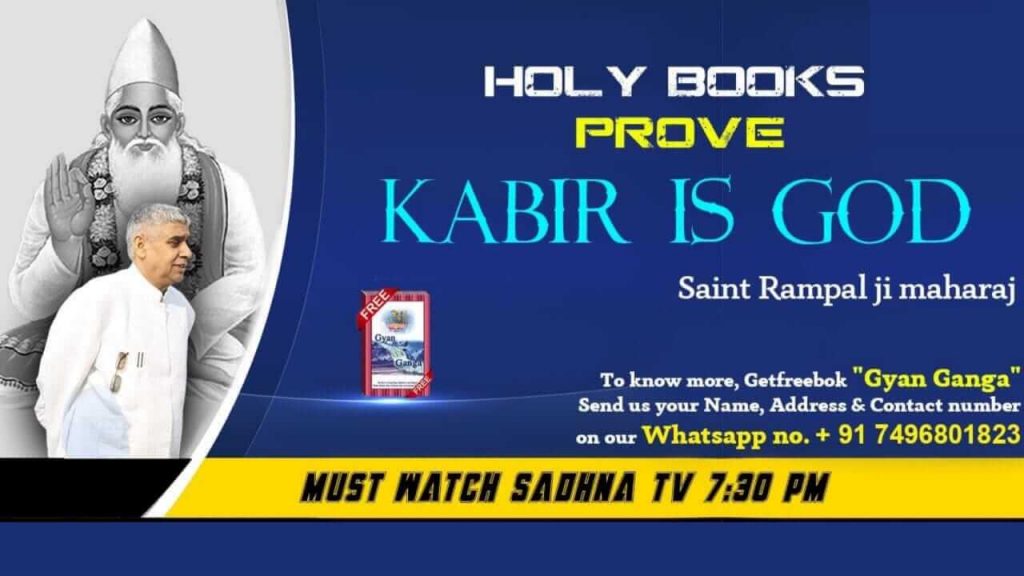 HOLY BOOKS
PROVE
KABIR IS GOD
Saint Rampal ji maharaj
FREE
Gyan
Ganga
FREE
To know more, Getfreebok "Gyan Ganga"
Send us your Name, Address & Contact number
on our Whatsapp no. + 91 7496801823
MUST WATCH SADHNA TV 7:30 PM